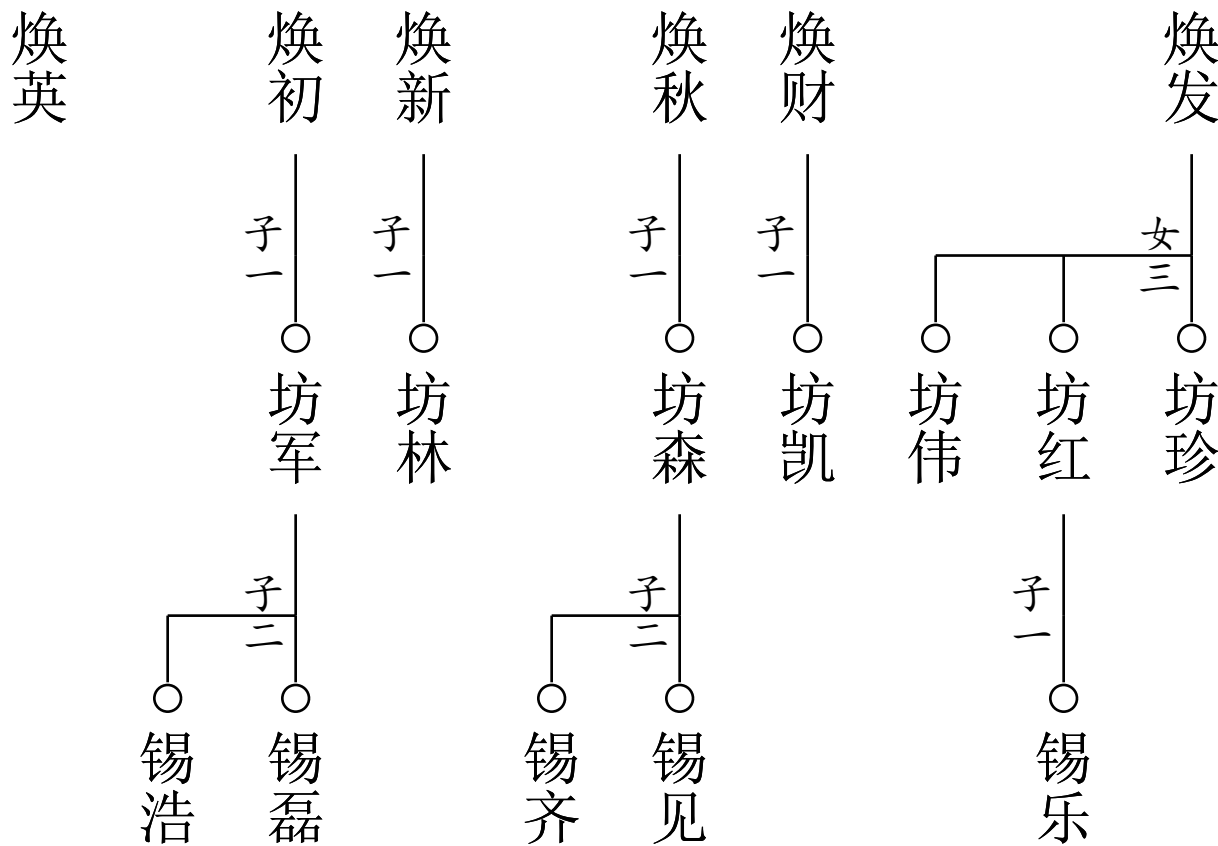 焕发
焕财
焕秋
焕新
焕初
焕英
女三
子一
子一
子一
子一
坊珍
坊红
坊伟
坊凯
坊森
坊林
坊军
子一
子二
子二
锡乐
锡见
锡齐
锡磊
锡浩